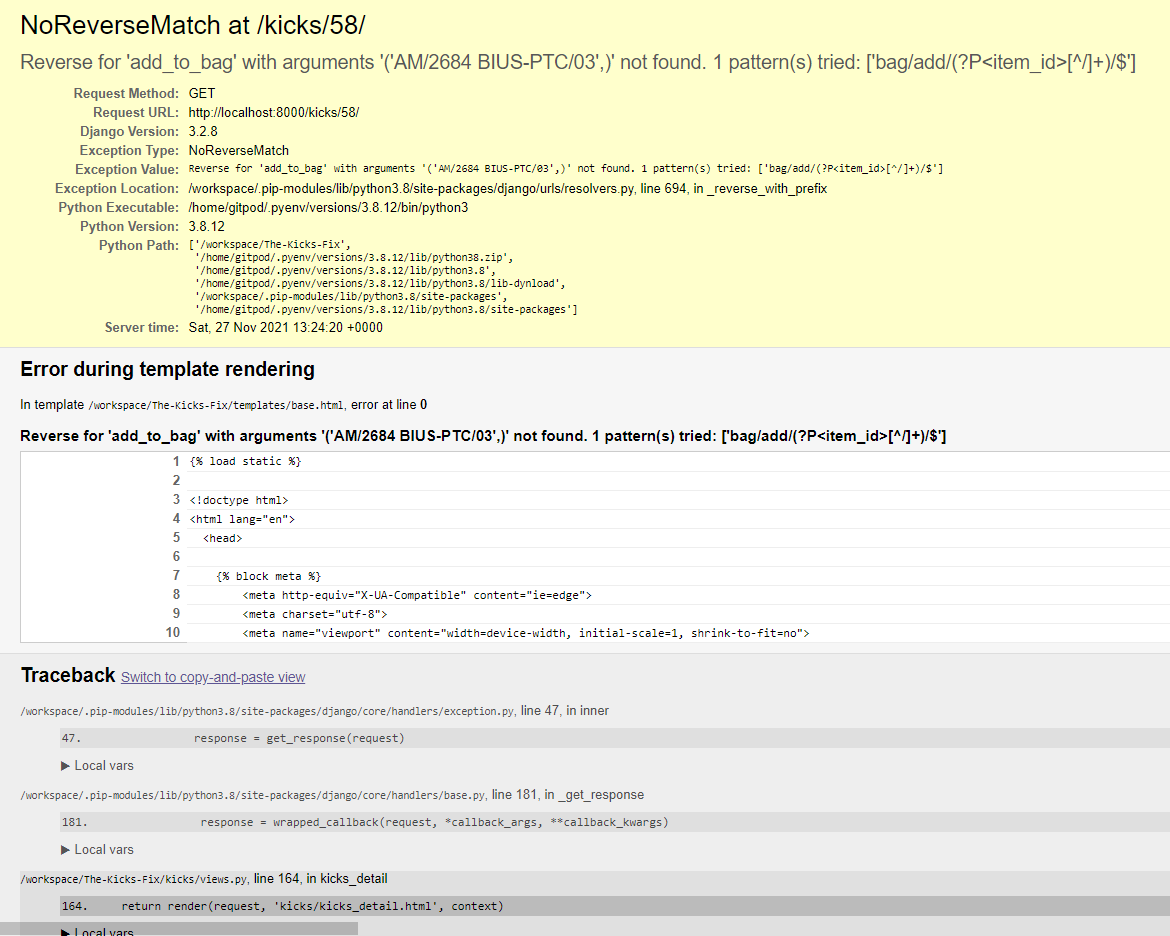 NoReverseMatch at /kicks/58/
Reverse for 'add_to_bag' with arguments '('AM/2684 BIUS-PTC/03',)' not found. 1 pattern(s) tried: ['bag/add/(?P<item_id>[^/]+)/$']
Request Method: GET
Request URL: http://localhost:8000/kicks/58/
Django Version: 3.2.8
Exception Type: NoReverseMatch
Exception Value: Reverse for 'add_to_bag' with arguments '('AM/2684 BIUS-PTC/03',)' not found. 1 pattern(s) tried: ['bag/add/(?P<item_id>[^/]+)/$']
Exception Location: /workspace/.pip-modules/lib/python3.8/site-packages/django/urls/resolvers.py, line 694, in _reverse_with_prefix
Python Executable: /home/gitpod/.pyenv/versions/3.8.12/bin/python3
Python Version: 3.8.12
Python Path: ['/workspace/The-Kicks-Fix',
'/home/gitpod/.pyenv/versions/3.8.12/lib/python38.zip',
'/home/gitpod/.pyenv/versions/3.8.12/lib/python3.8',
'/home/gitpod/.pyenv/versions/3.8.12/lib/python3.8/lib-dynload',
'/workspace/.pip-modules/lib/python3.8/site-packages',
'/home/gitpod/.pyenv/versions/3.8.12/lib/python3.8/site-packages']
Server time: Sat, 27 Nov 2021 13:24:20 +0000
Error during template rendering
In template /workspace/The-Kicks-Fix/templates/base.html, error at line 0
Reverse for 'add_to_bag' with arguments '('AM/2684 BIUS-PTC/03',)' not found. 1 pattern(s) tried: ['bag/add/(?P<item_id>[^/]+)/$']
1 {% load static %}
2
3 <!doctype html>
4 <html lang="en">
5 <head>
6
7 {% block meta %}
8 <meta http-equiv="X-UA-Compatible" content="ie=edge">
9 <meta charset="utf-8">
10 <meta name="viewport" content="width=device-width, initial-scale=1, shrink-to-fit=no">
Traceback Switch to copy-and-paste view
/workspace/.pip-modules/lib/python3.8/site-packages/django/core/handlers/exception.py, line 47, in inner
47. response = get_response(request)
▶ Local vars
/workspace/.pip-modules/lib/python3.8/site-packages/django/core/handlers/base.py, line 181, in _get_response
181. response = wrapped_callback(request, *callback_args, **callback_kwargs)
▶ Local vars
/workspace/The-Kicks-Fix/kicks/views.py, line 164, in kicks_detail
164. return render(request, 'kicks/kicks_detail.html', context)
▶ Local vars